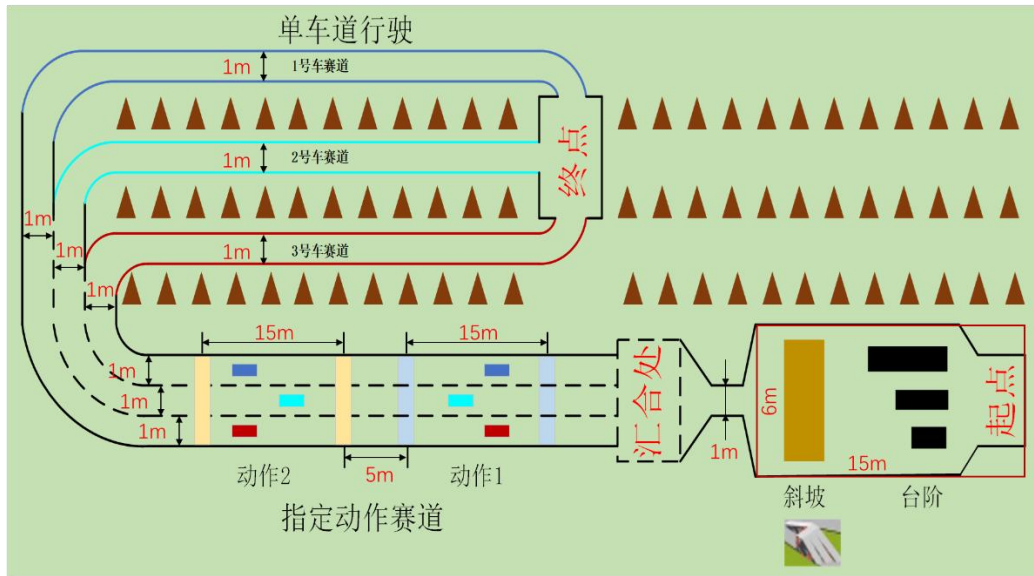 单车道行驶
1m
1号车赛道
1m
2号车赛道
终点
1m
1m
1m
3号车赛道
1m
15m
15m
1m
1m
1m
汇合处
6m
起点
1m
15m
动作2
5m
动作1
斜坡
台阶
指定动作赛道